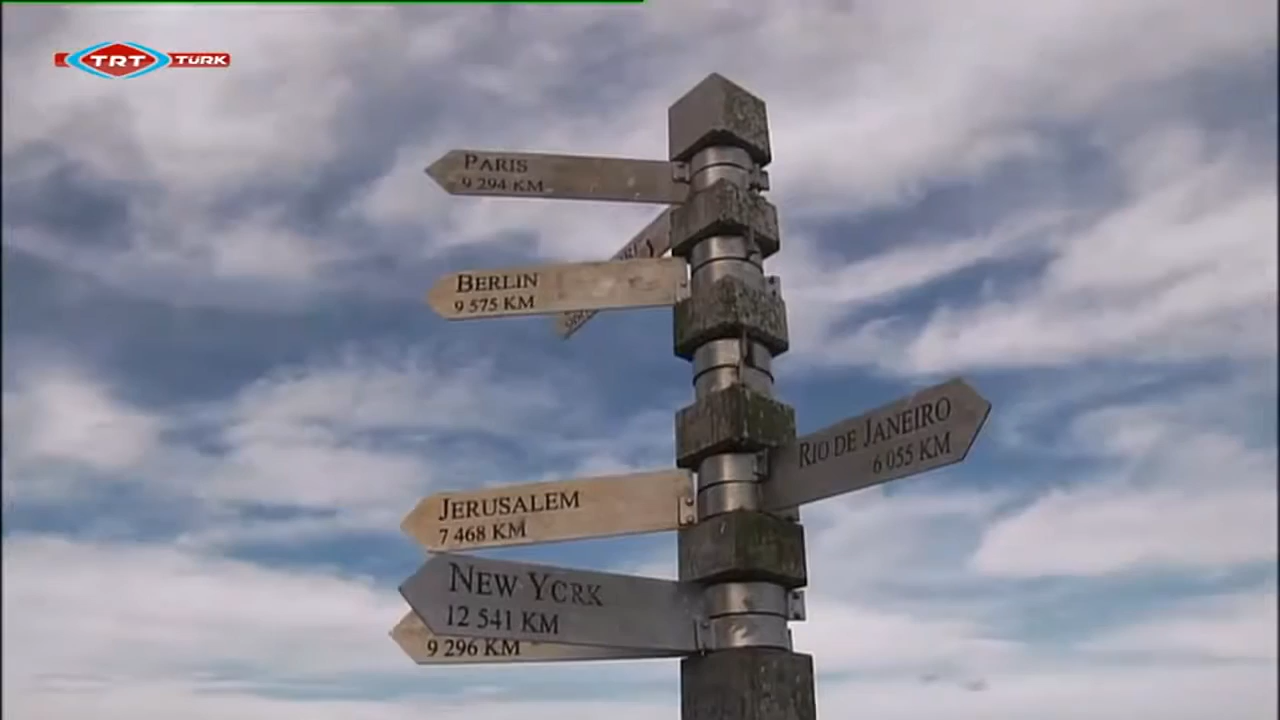 TRT TURK
PARIS
9 294 KM
BERLIN
9 575 KM
RIO DE JANEIRO
6 055 KM
JERUSALEM
7 468 KM
NEW YORK
12 541 KM
9 296 KM